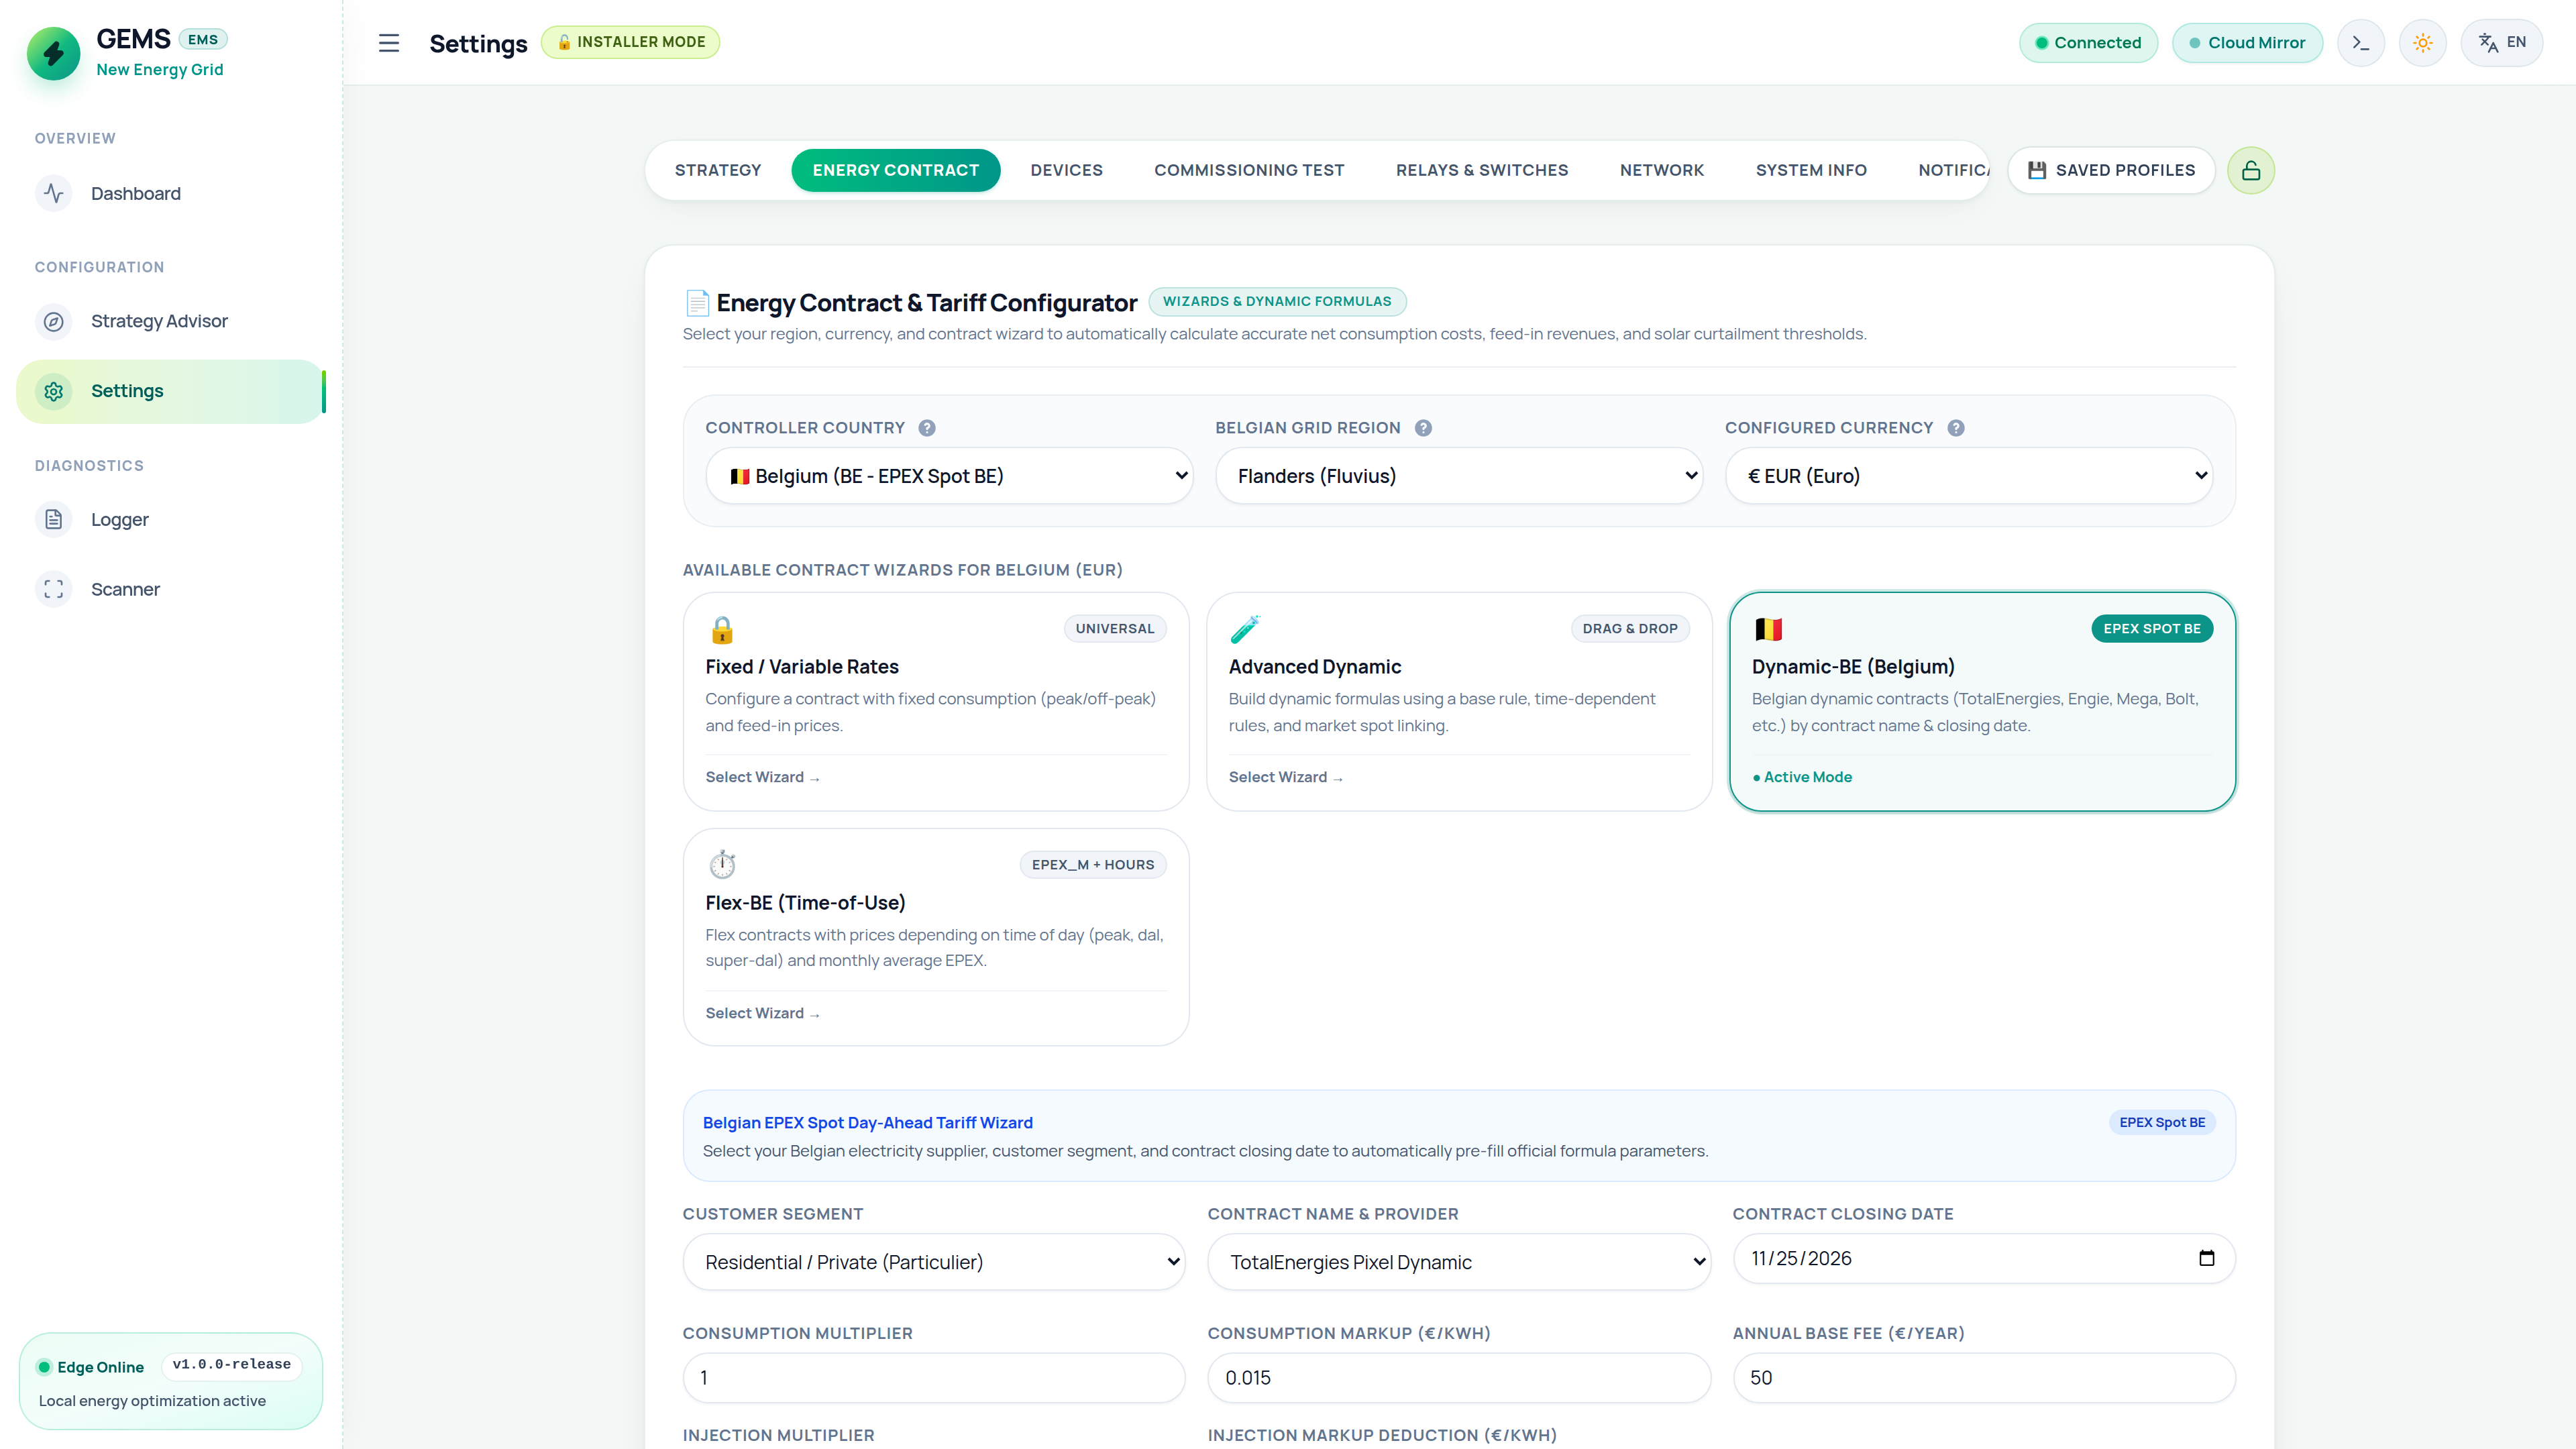 GEMS EMS
New Energy Grid
OVERVIEW
Dashboard
CONFIGURATION
Strategy Advisor
Settings
DIAGNOSTICS
Logger
Scanner
Edge Online v1.0.0-release
Local energy optimization active
Settings INSTALLER MODE
Connected Cloud Mirror EN
STRATEGY ENERGY CONTRACT DEVICES COMMISSIONING TEST RELAYS & SWITCHES NETWORK SYSTEM INFO NOTIFICA SAVED PROFILES
Energy Contract & Tariff Configurator WIZARDS & DYNAMIC FORMULAS
Select your region, currency, and contract wizard to automatically calculate accurate net consumption costs, feed-in revenues, and solar curtailment thresholds.
CONTROLLER COUNTRY ? BELGIAN GRID REGION ? CONFIGURED CURRENCY ?
Belgium (BE - EPEX Spot BE) Flanders (Fluvius) € EUR (Euro)
AVAILABLE CONTRACT WIZARDS FOR BELGIUM (EUR)
UNIVERSAL
Fixed / Variable Rates
Configure a contract with fixed consumption (peak/off-peak)
and feed-in prices.
Select Wizard →
DRAG & DROP
Advanced Dynamic
Build dynamic formulas using a base rule, time-dependent
rules, and market spot linking.
Select Wizard →
EPEX SPOT BE
Dynamic-BE (Belgium)
Belgian dynamic contracts (TotalEnergies, Engie, Mega, Bolt,
etc.) by contract name & closing date.
● Active Mode
EPEX_M + HOURS
Flex-BE (Time-of-Use)
Flex contracts with prices depending on time of day (peak, dal,
super-dal) and monthly average EPEX.
Select Wizard →
Belgian EPEX Spot Day-Ahead Tariff Wizard EPEX Spot BE
Select your Belgian electricity supplier, customer segment, and contract closing date to automatically pre-fill official formula parameters.
CUSTOMER SEGMENT CONTRACT NAME & PROVIDER CONTRACT CLOSING DATE
Residential / Private (Particulier) TotalEnergies Pixel Dynamic 11/25/2026
CONSUMPTION MULTIPLIER CONSUMPTION MARKUP (€/KWH) ANNUAL BASE FEE (€/YEAR)
1 0.015 50
INJECTION MULTIPLIER INJECTION MARKUP DEDUCTION (€/KWH)